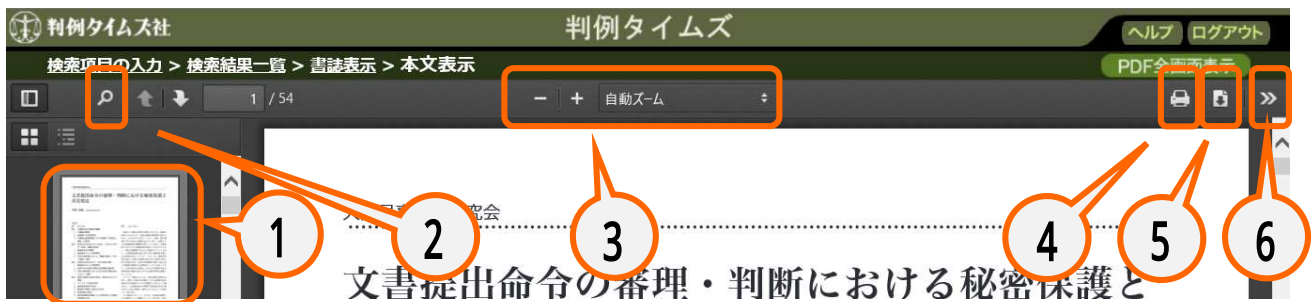 判例タイムズ社
判例タイムズ
ヘルプ ログアウト
検索項目の入力 > 検索結果一覧 > 書誌表示 > 本文表示
PDF全画面表示
1 / 54
自動ズーム
1
2
3
4
5
6
究会
文書提出命令の審理・判断における秘密保護と